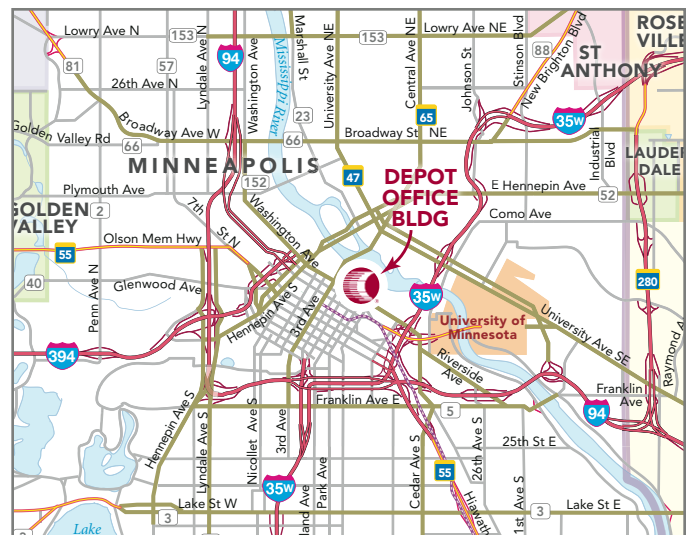 Lowry Ave N
153
Lyndale Ave N
94
Washington Ave
Marshall St
Mississippi River
University Ave NE
153
Lowry Ave NE
Central Ave NE
Johnson St
88
Stinson Blvd
New Brighton Blvd
ROSE
VILLE
ST
ANTHONY
81
57
26th Ave N
23
65
35W
Broadway Ave W
Golden Valley Rd
66
66
Broadway St NE
Industrial
Blvd
MINNEAPOLIS
LAUDER
DALE
47
DEPOT
OFFICE
BLDG
152
Plymouth Ave
E Hennepin Ave
52
GOLDEN
VALLEY
2
7th
St N
Washington Ave
Como Ave
Olson Mem Hwy
55
40
Penn Ave N
Glenwood Ave
Hennepin Ave S
3rd Ave
35W
280
University of
Minnesota
University Ave SE
394
Riverside
Ave
Raymond A
Franklin
Ave
94
Hennepin Ave S
Lyndale Ave S
Nicollet Ave S
3rd Ave
Franklin Ave E
5
25th St E
Park Ave
Cedar Ave S
26th Ave S
55
35W
land Ave
Hiawath
1st Ave S
Lake St W
3
3
Lake St E
Lake